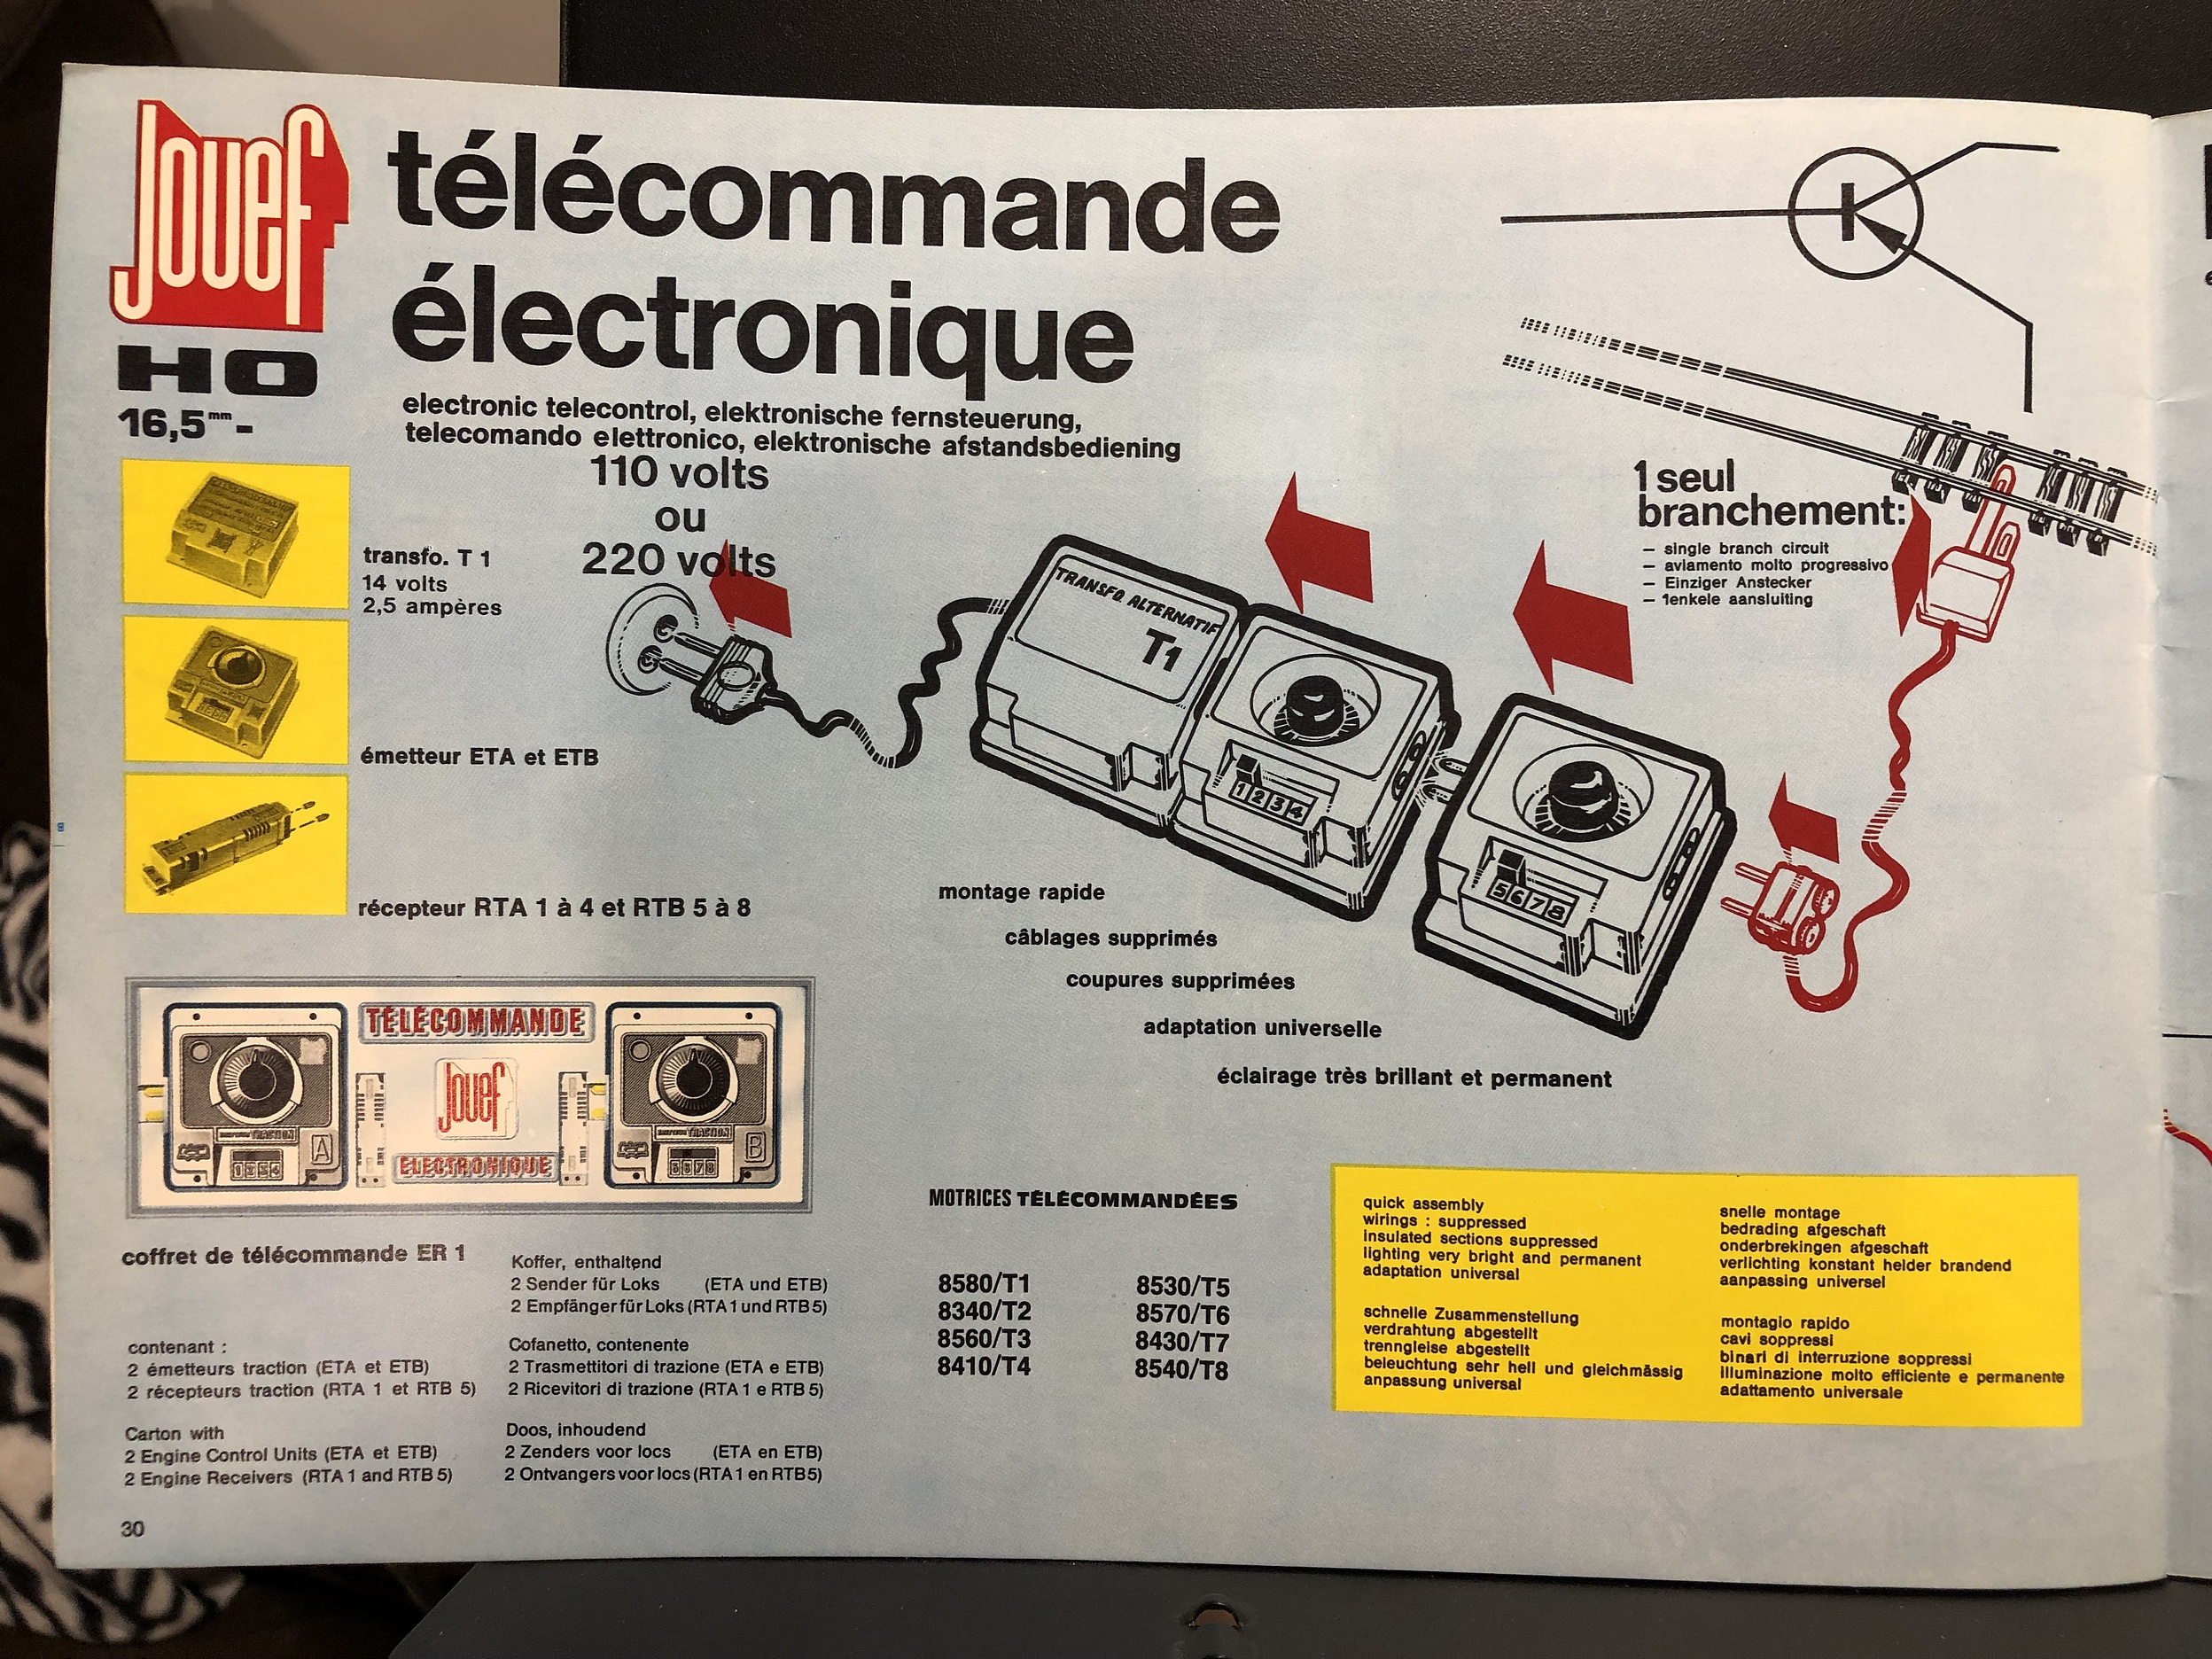 Jouef
HO
16,5mm-
télécommande
électronique
electronic telecontrol, elektronische fernsteuerung,
telecomando elettronico, elektronische afstandsbediening
110 volts
ou
220 volts
transfo. T 1
14 volts
2,5 ampères
émetteur ETA et ETB
récepteur RTA 1 à 4 et RTB 5 à 8
TRANSFO. ALTERNATIF
T1
1 2 3 4
5 6 7 8
1 seul
branchement:
– single branch circuit
– aviamento molto progressivo
– Einziger Anstecker
– 1enkele aansluiting
montage rapide
câblages supprimés
coupures supprimées
adaptation universelle
éclairage très brillant et permanent
TÉLÉCOMMANDE
Jouef
ELECTRONIQUE
TRACTION
A
1 2 3 4
TRACTION
B
5 6 7 8
coffret de télécommande ER 1
contenant :
2 émetteurs traction (ETA et ETB)
2 récepteurs traction (RTA 1 et RTB 5)
Carton with
2 Engine Control Units (ETA et ETB)
2 Engine Receivers (RTA 1 and RTB 5)
Koffer, enthaltend
2 Sender für Loks (ETA und ETB)
2 Empfänger für Loks (RTA 1 und RTB 5)
Cofanetto, contenente
2 Trasmettitori di trazione (ETA e ETB)
2 Ricevitori di trazione (RTA 1 e RTB 5)
Doos, inhoudend
2 Zenders voor locs (ETA en ETB)
2 Ontvangers voor locs (RTA 1 en RTB 5)
MOTRICES TÉLÉCOMMANDÉES
8580/T1
8340/T2
8560/T3
8410/T4
8530/T5
8570/T6
8430/T7
8540/T8
quick assembly
wirings : suppressed
insulated sections suppressed
lighting very bright and permanent
adaptation universal
schnelle Zusammenstellung
verdrahtung abgestellt
trenngleise abgestellt
beleuchtung sehr hell und gleichmässig
anpassung universal
snelle montage
bedrading afgeschaft
onderbrekingen afgeschaft
verlichting konstant helder brandend
aanpassing universel
montagio rapido
cavi soppressi
binari di interruzione soppressi
illuminazione molto efficiente e permanente
adattamento universale
30